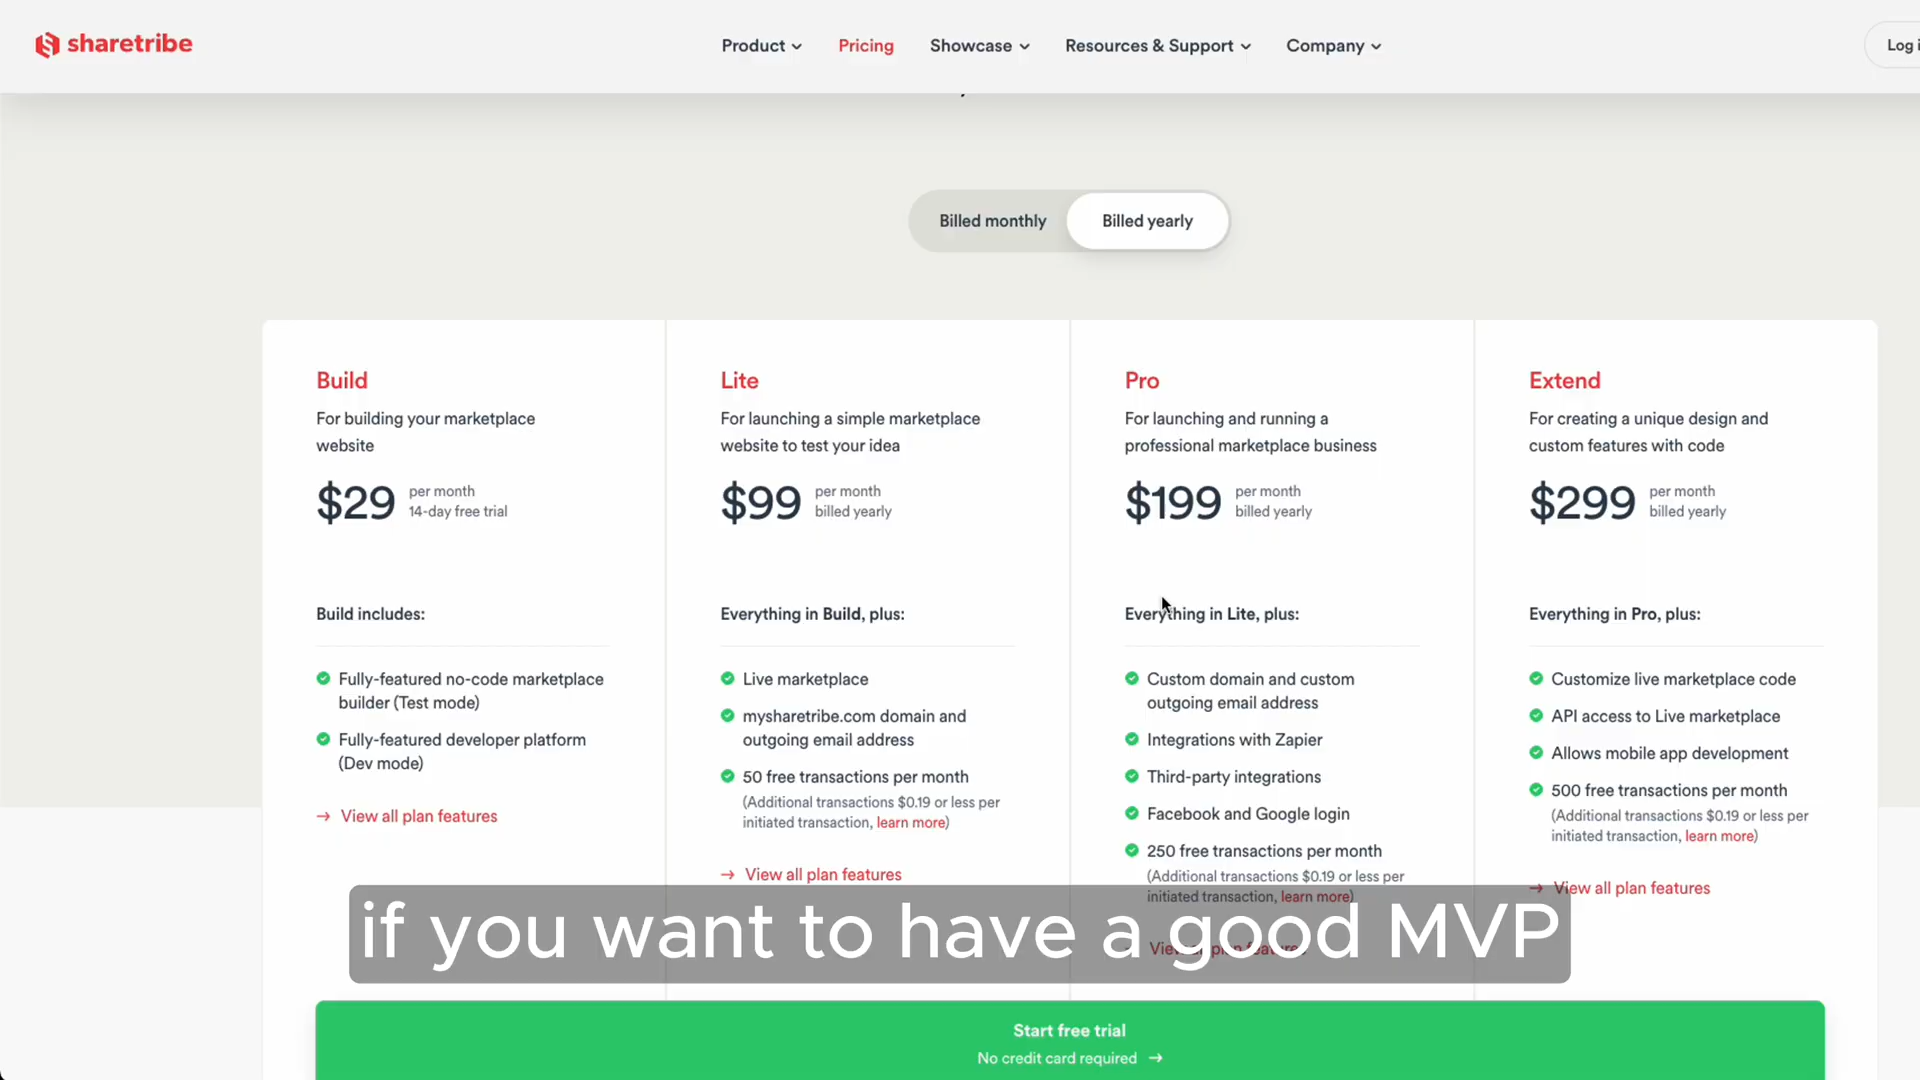 sharetribe
Product
Pricing
Showcase
Resources & Support
Company
Log
Billed monthly
Billed yearly
Build
For building your marketplace
website
$29 per month
14-day free trial
Build includes:
Fully-featured no-code marketplace
builder (Test mode)
Fully-featured developer platform
(Dev mode)
→ View all plan features
Lite
For launching a simple marketplace
website to test your idea
$99 per month
billed yearly
Everything in Build, plus:
Live marketplace
mysharetribe.com domain and
outgoing email address
50 free transactions per month
(Additional transactions $0.19 or less per
initiated transaction, learn more)
→ View all plan features
Pro
For launching and running a
professional marketplace business
$199 per month
billed yearly
Everything in Lite, plus:
Custom domain and custom
outgoing email address
Integrations with Zapier
Third-party integrations
Facebook and Google login
250 free transactions per month
(Additional transactions $0.19 or less per
initiated transaction, learn more)
View all plan features
Extend
For creating a unique design and
custom features with code
$299 per month
billed yearly
Everything in Pro, plus:
Customize live marketplace code
API access to Live marketplace
Allows mobile app development
500 free transactions per month
(Additional transactions $0.19 or less per
initiated transaction, learn more)
→ View all plan features
if you want to have a good MVP
Start free trial
No credit card required →